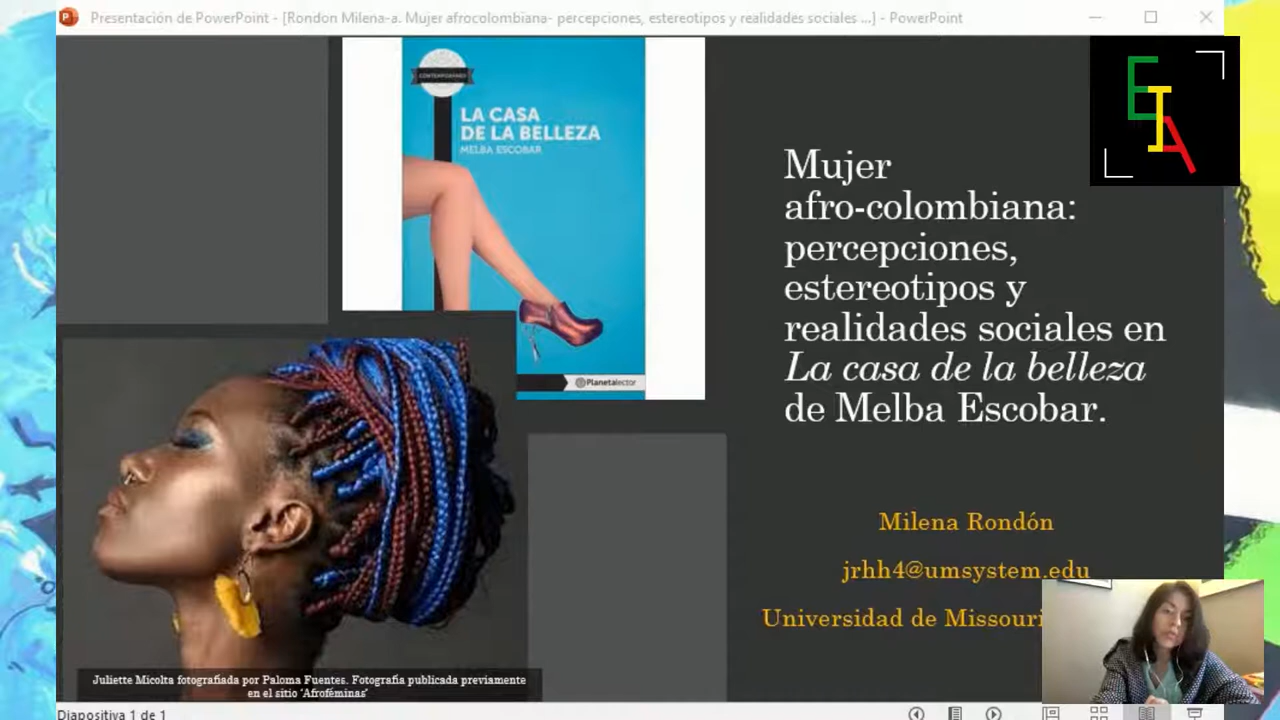 Presentación de PowerPoint - [Rondon Milena-a. Mujer afrocolombiana- percepciones, estereotipos y realidades sociales ...] - PowerPoint
CONTEMPORÁNEO
LA CASA
DE LA BELLEZA
MELBA ESCOBAR
Planetalector
EIA
Mujer
afro-colombiana:
percepciones,
estereotipos y
realidades sociales en
La casa de la belleza
de Melba Escobar.
Milena Rondón
jrhh4@umsystem.edu
Universidad de Missouri
Juliette Micolta fotografiada por Paloma Fuentes. Fotografía publicada previamente
en el sitio "Afroféminas"
Diapositiva 1 de 1